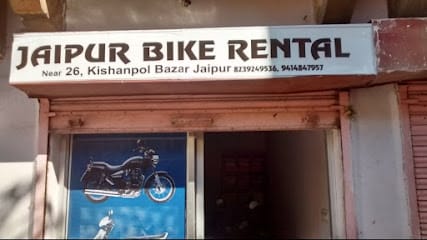 JAIPUR BIKE RENTAL
Near 26, Kishanpol Bazar Jaipur 8239249536, 9414847957